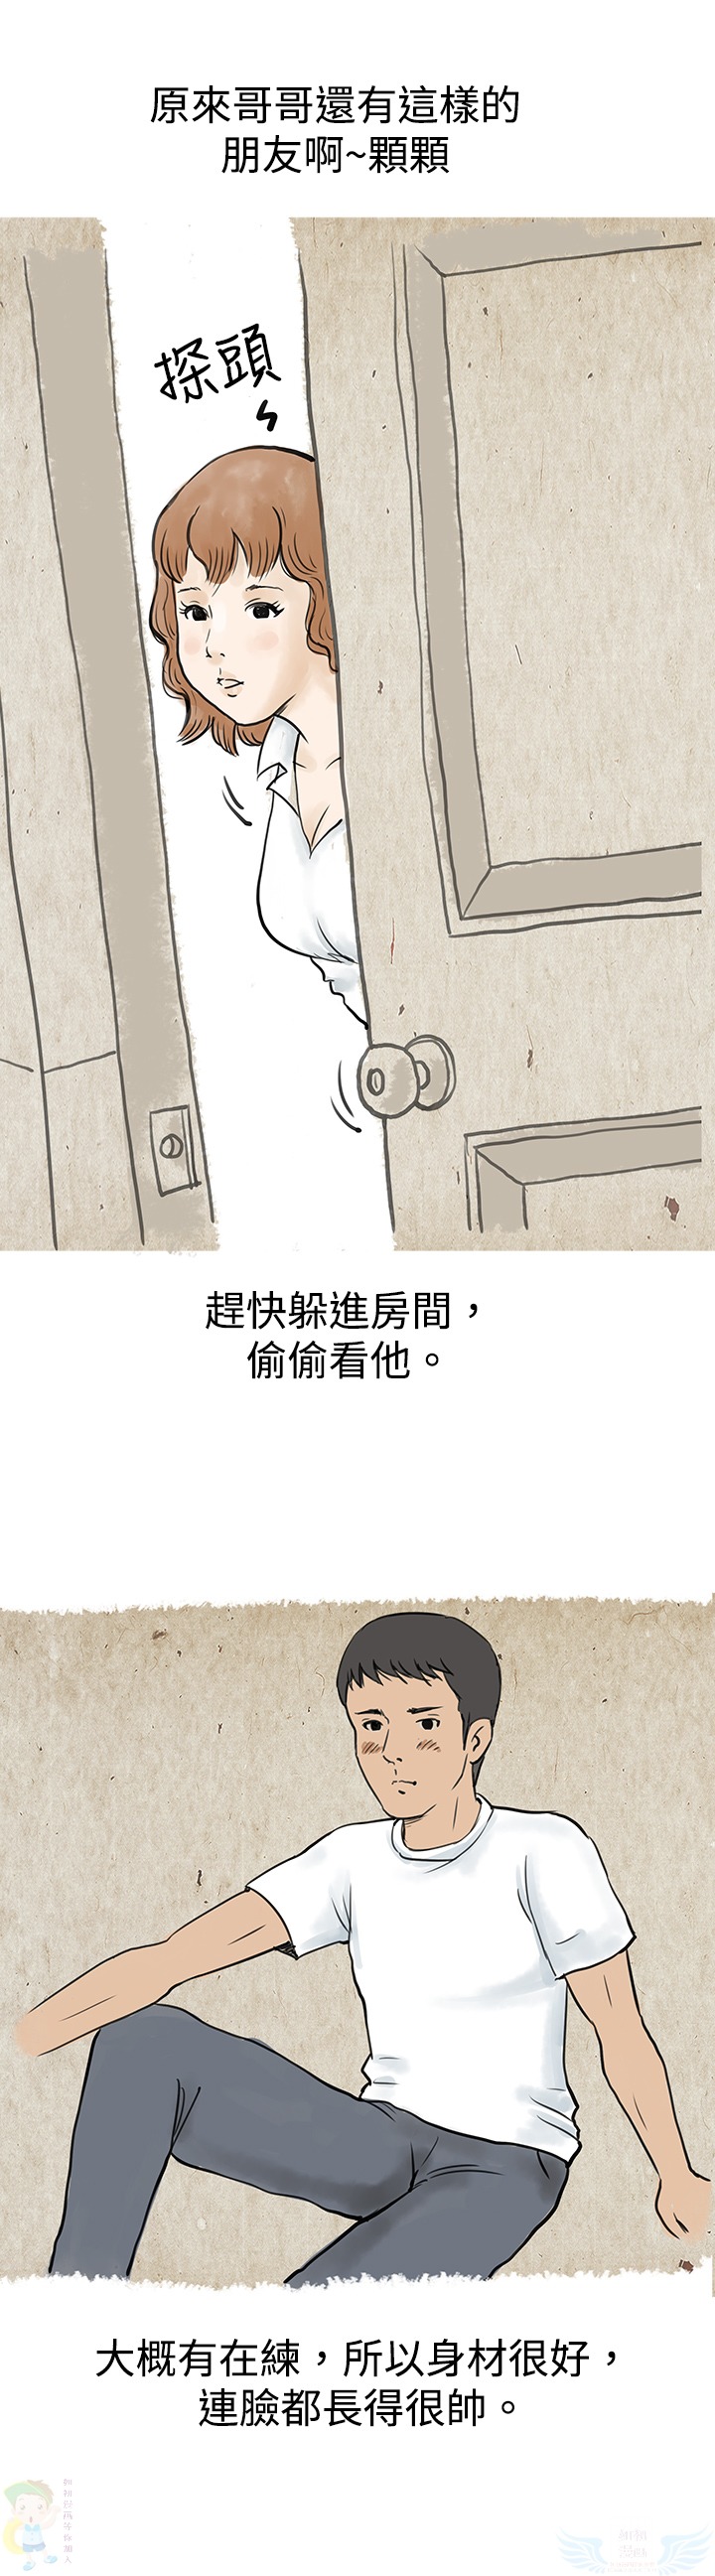 原來哥哥還有這樣的
朋友啊~顆顆
探頭
趕快躲進房間，
偷偷看他。
大概有在練，所以身材很好，
連臉都長得很帥。